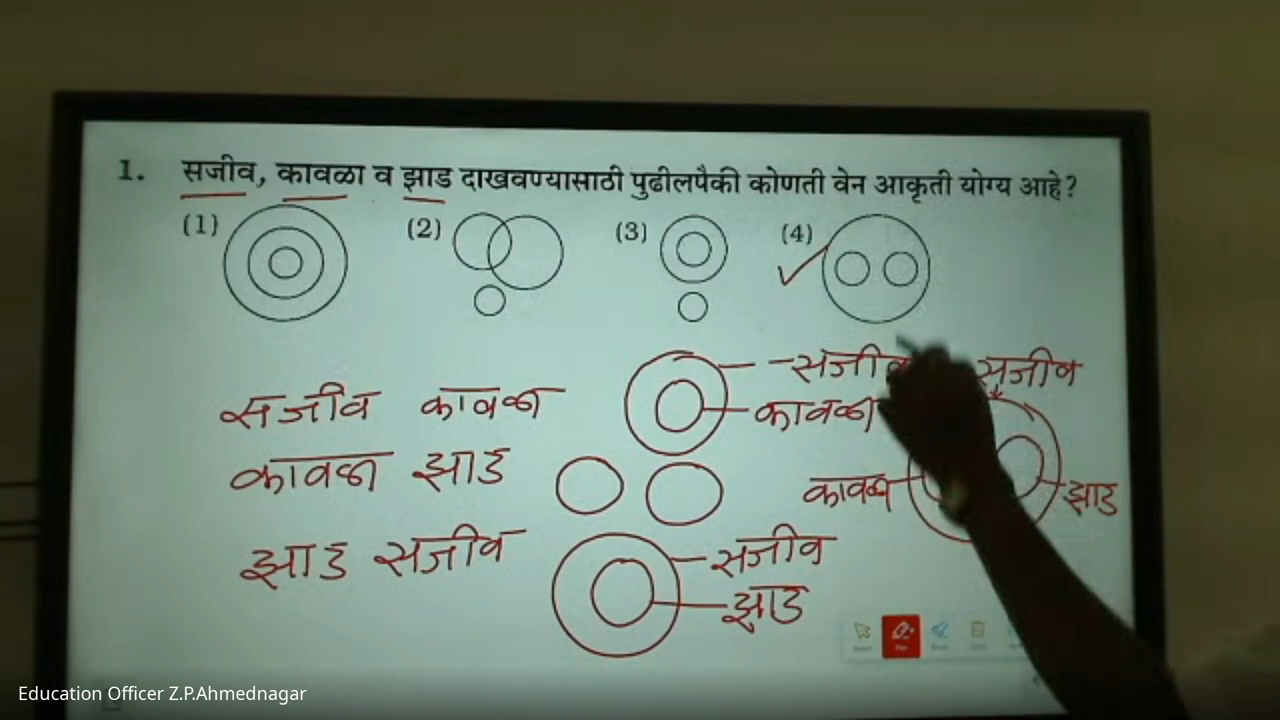 1. सजीव, कावळा व झाड दाखवण्यासाठी पुढीलपैकी कोणती वेन आकृती योग्य आहे?
(1) (2) (3) (4)
सजीव सजीव
सजीव कावळा कावळा
कावळा झाड कावळा झाड
झाड सजीव सजीव
झाड
Education Officer Z.P.Ahmednagar